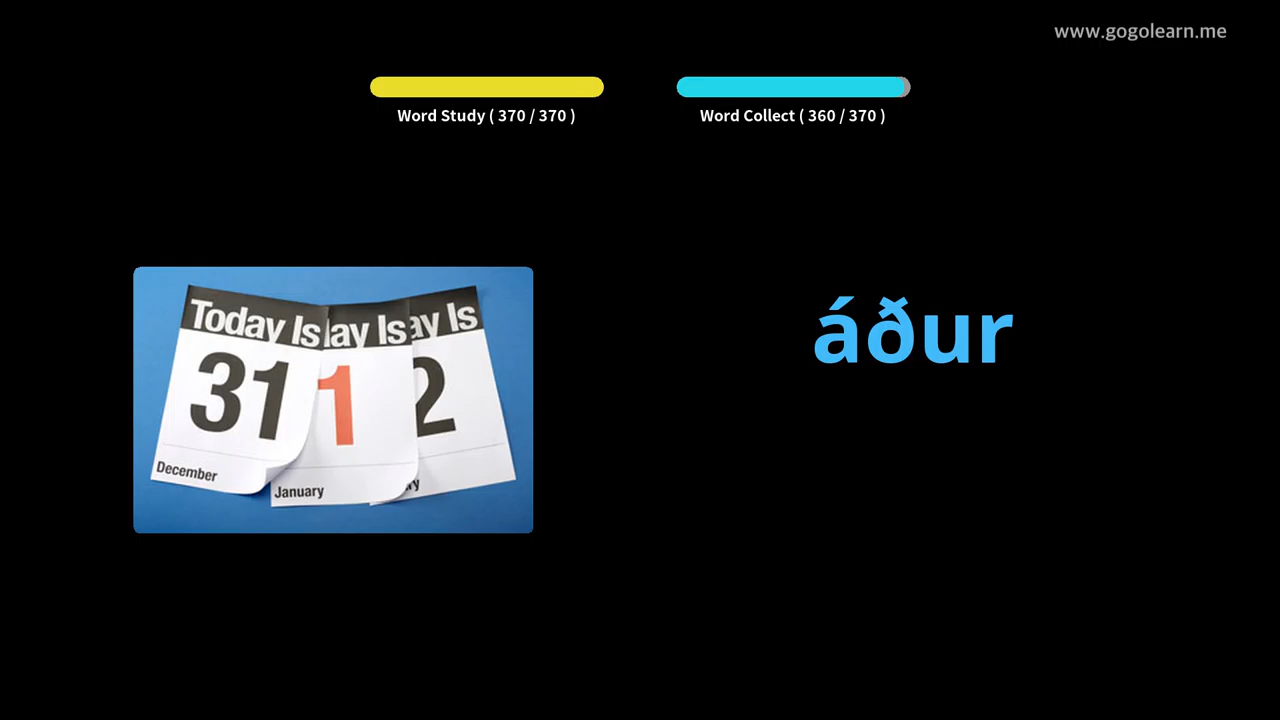 www.gogolearn.me
Word Study ( 370 / 370 )
Word Collect ( 360 / 370 )
Today Is
ay Is
ay Is
31
1
2
December
January
ry
áður